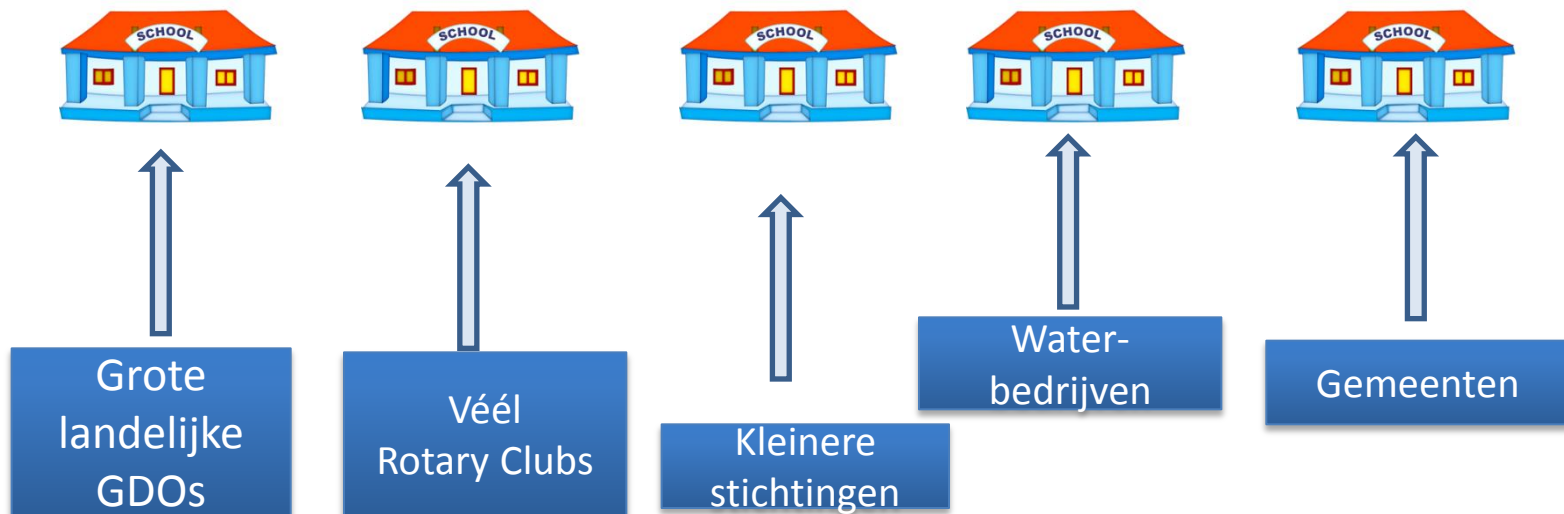 SCHOOL
SCHOOL
SCHOOL
SCHOOL
SCHOOL
Grote
landelijke
GDOs
Véél
Rotary Clubs
Kleinere
stichtingen
Water-
bedrijven
Gemeenten